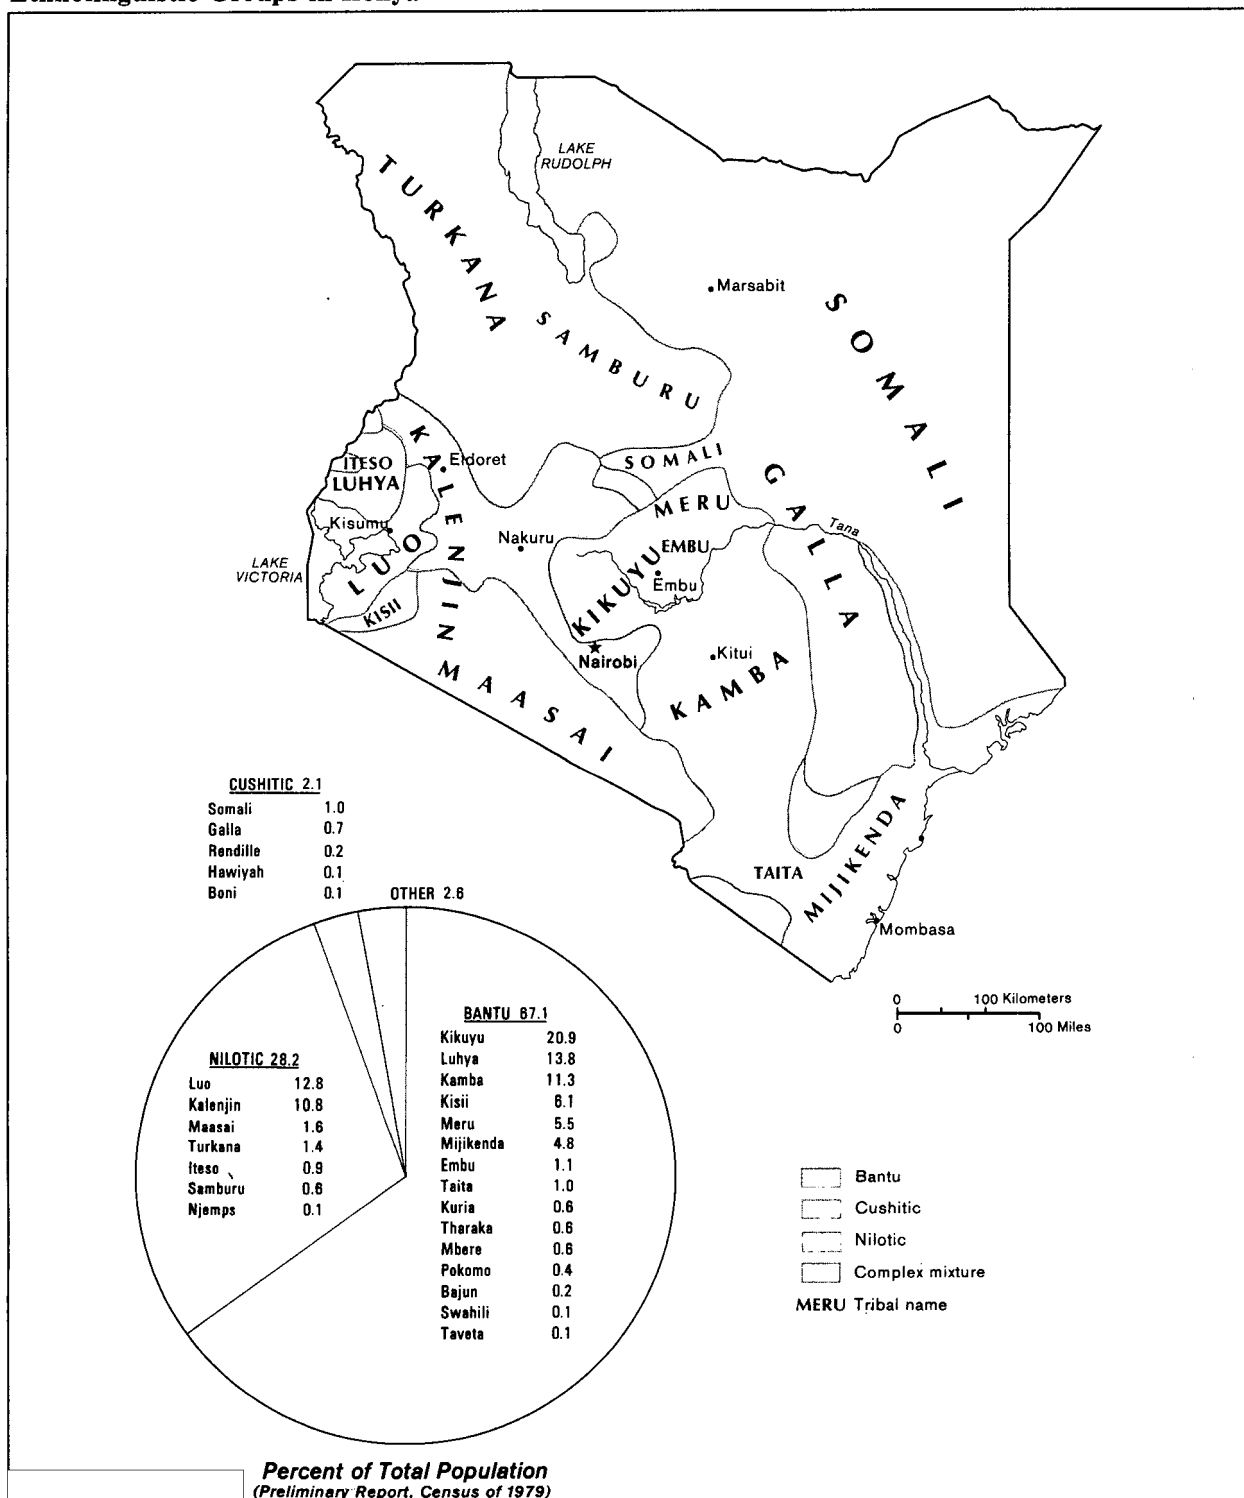 LAKE
RUDOLPH
TURKANA
Marsabit
SAMBURU
SOMALI
KALENJIN
Eldoret
ITESO
LUHYA
SOMALI
GALLA
MERU
Tana
Kisumu
Nakuru
EMBU
LAKE
VICTORIA
LUO
KIKUYU
Embu
KISII
Nairobi
Kitui
KAMBA
MAASAI
TAITA
MIJIKENDA
Mombasa
0 100 Kilometers
0 100 Miles
CUSHITIC 2.1
Somali 1.0
Galla 0.7
Rendille 0.2
Hawiyah 0.1
Boni 0.1
OTHER 2.6
NILOTIC 28.2
Luo 12.8
Kalenjin 10.8
Maasai 1.6
Turkana 1.4
Iteso 0.9
Samburu 0.6
Njemps 0.1
BANTU 67.1
Kikuyu 20.9
Luhya 13.8
Kamba 11.3
Kisii 6.1
Meru 5.5
Mijikenda 4.8
Embu 1.1
Taita 1.0
Kuria 0.6
Tharaka 0.6
Mbere 0.6
Pokomo 0.4
Bajun 0.2
Swahili 0.1
Taveta 0.1
Bantu
Cushitic
Nilotic
Complex mixture
MERU Tribal name
Percent of Total Population
(Preliminary Report, Census of 1979)